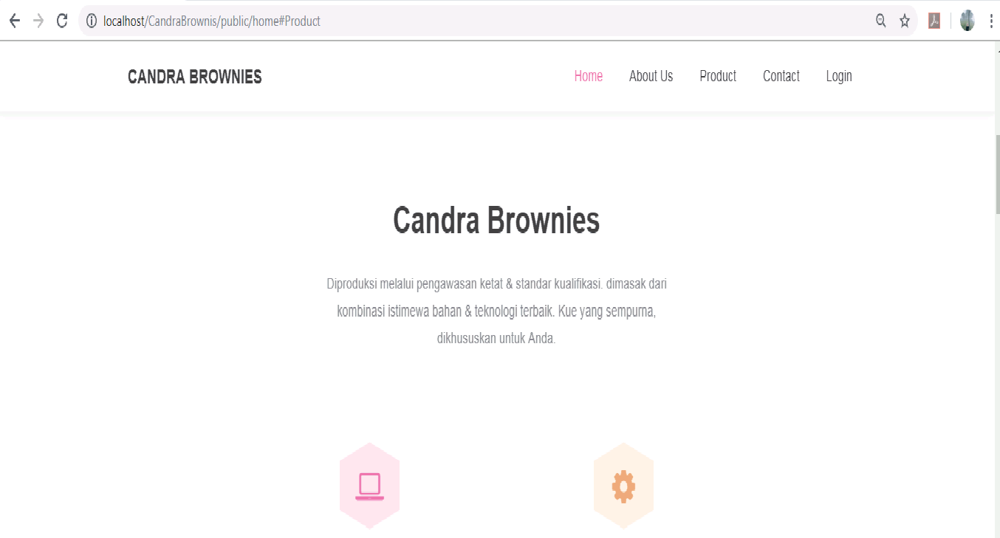 localhost/CandraBrownis/public/home#Product
CANDRA BROWNIES
Home About Us Product Contact Login
Candra Brownies
Diproduksi melalui pengawasan ketat & standar kualifikasi. dimasak dari
kombinasi istimewa bahan & teknologi terbaik. Kue yang sempurna,
dikhususkan untuk Anda.